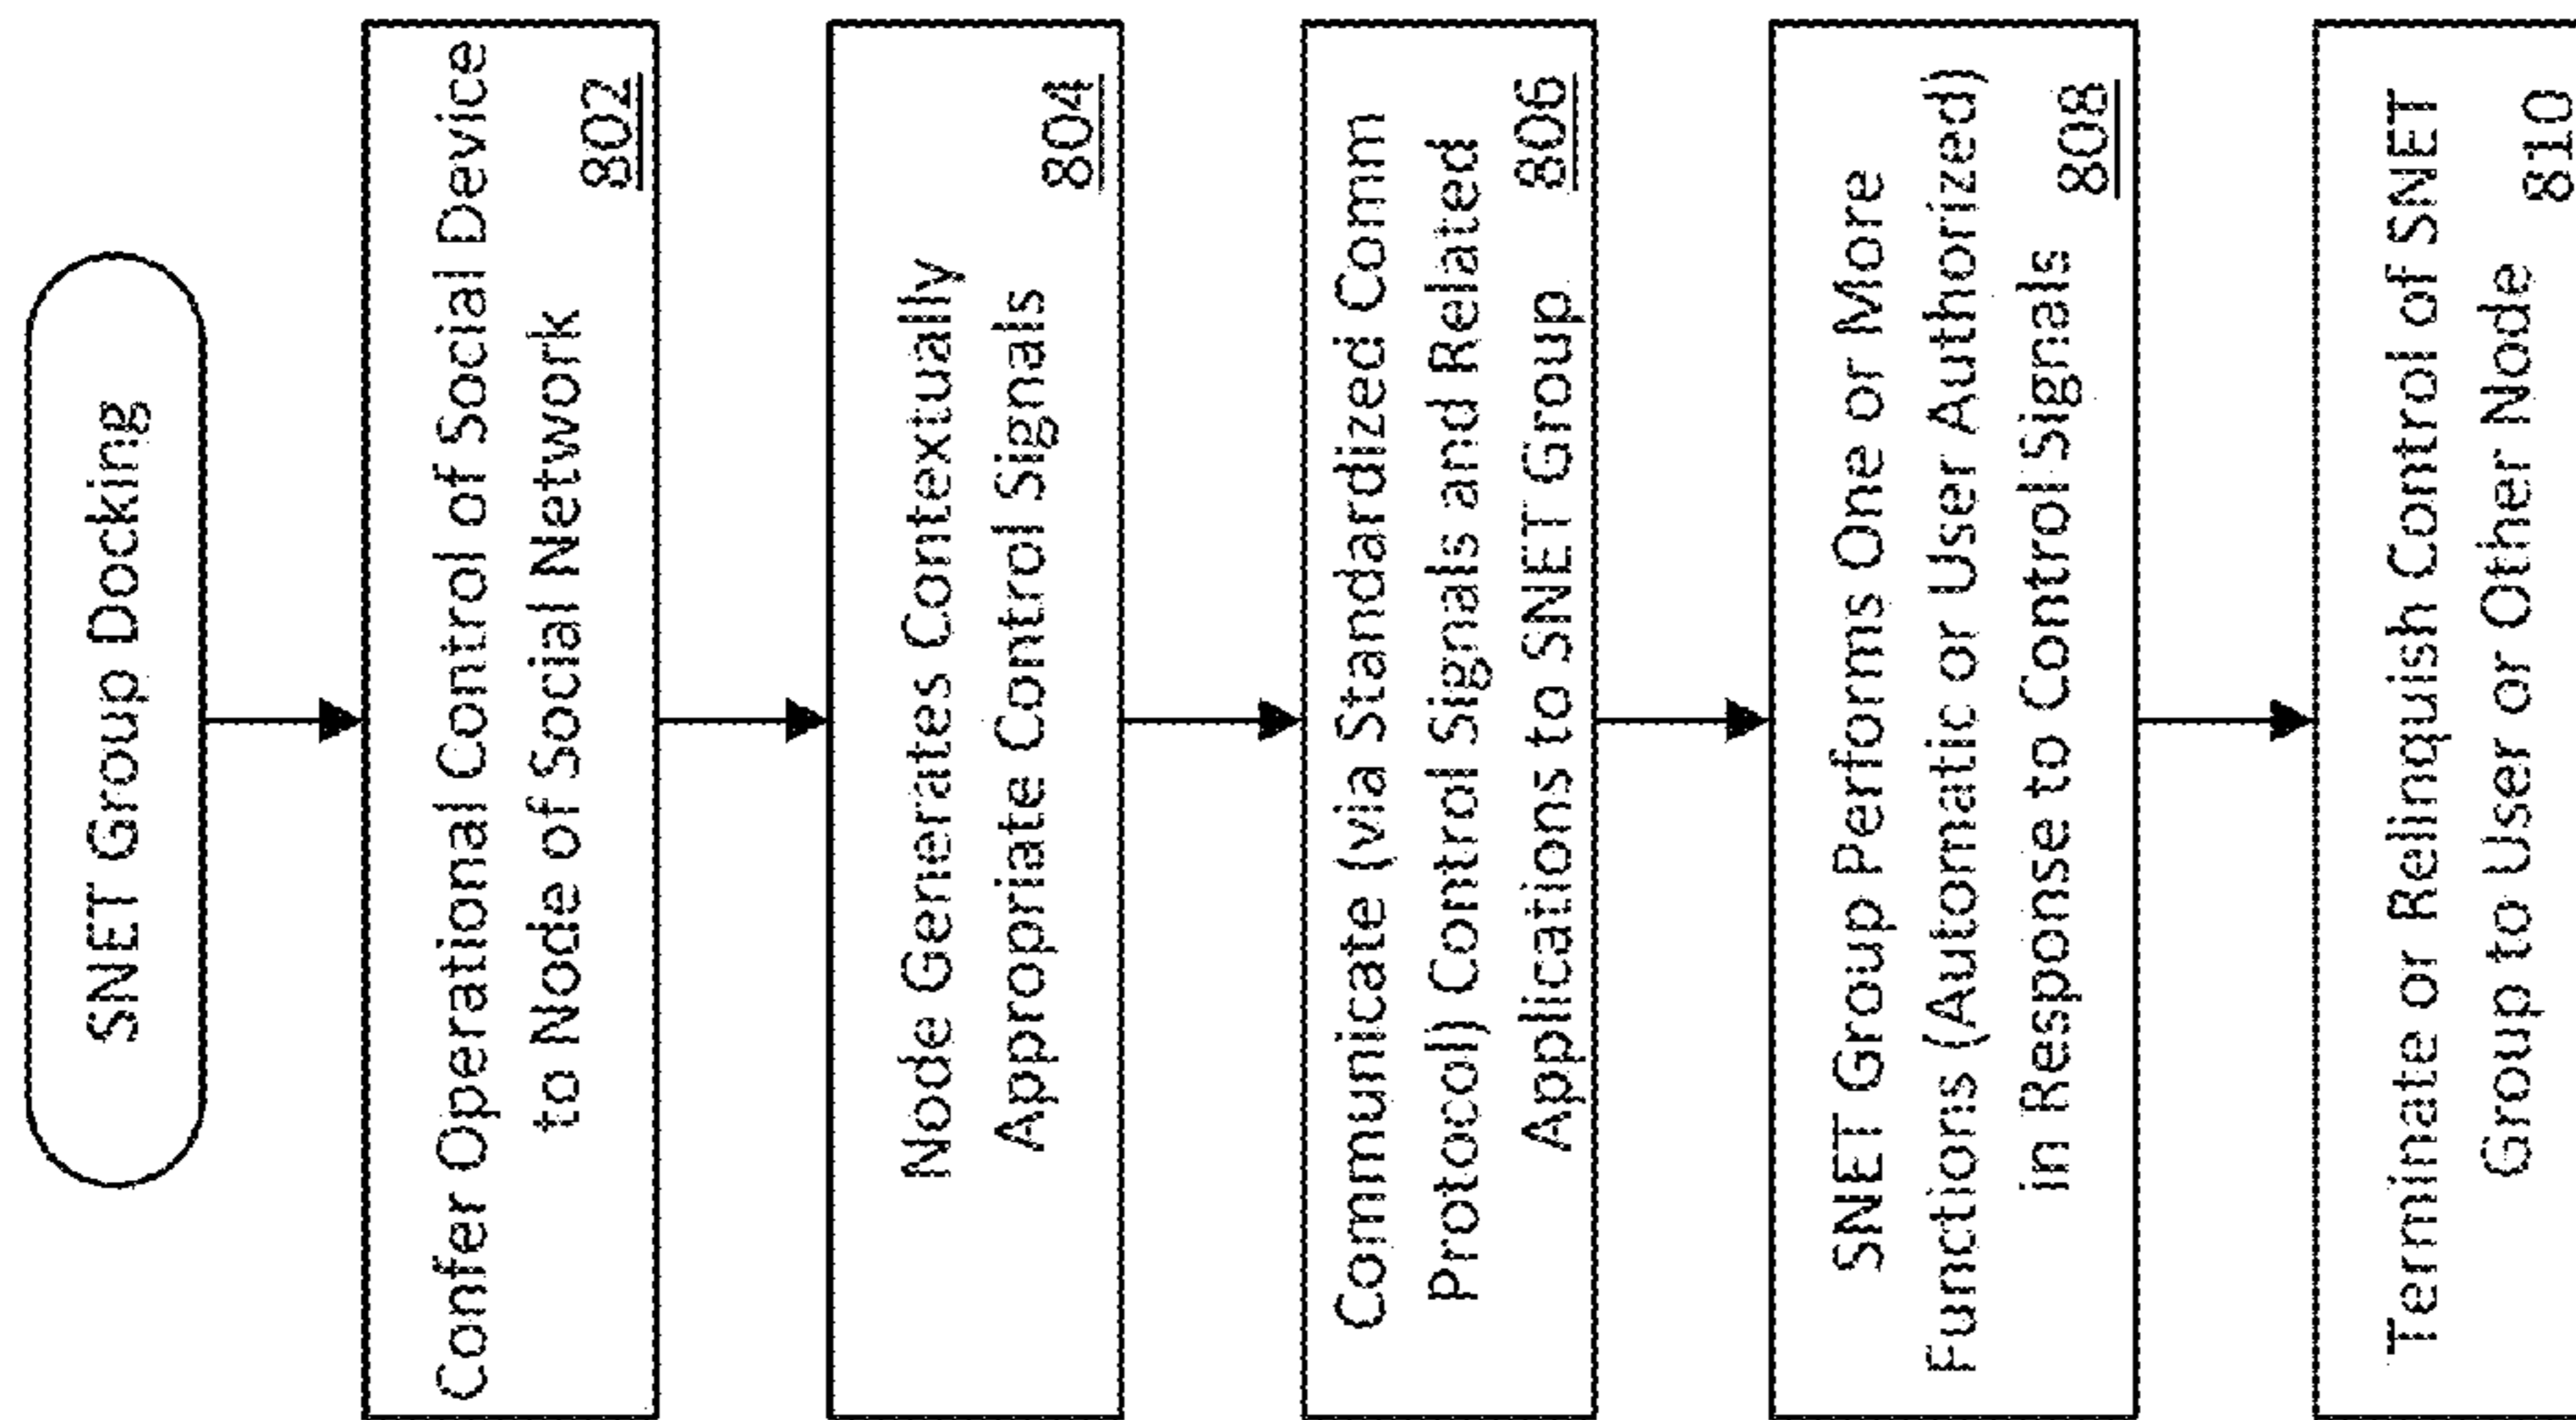 SNET Group Docking
Confer Operational Control of Social Device
to Node of Social Network
802
Node Generates Contextually
Appropriate Control Signals
804
Communicate (via Standardized Comm
Protocol) Control Signals and Related
Applications to SNET Group 806
SNET Group Performs One or More
Functions (Automatic or User Authorized)
in Response to Control Signals 808
Terminate or Relinquish Control of SNET
Group to User or Other Node 810